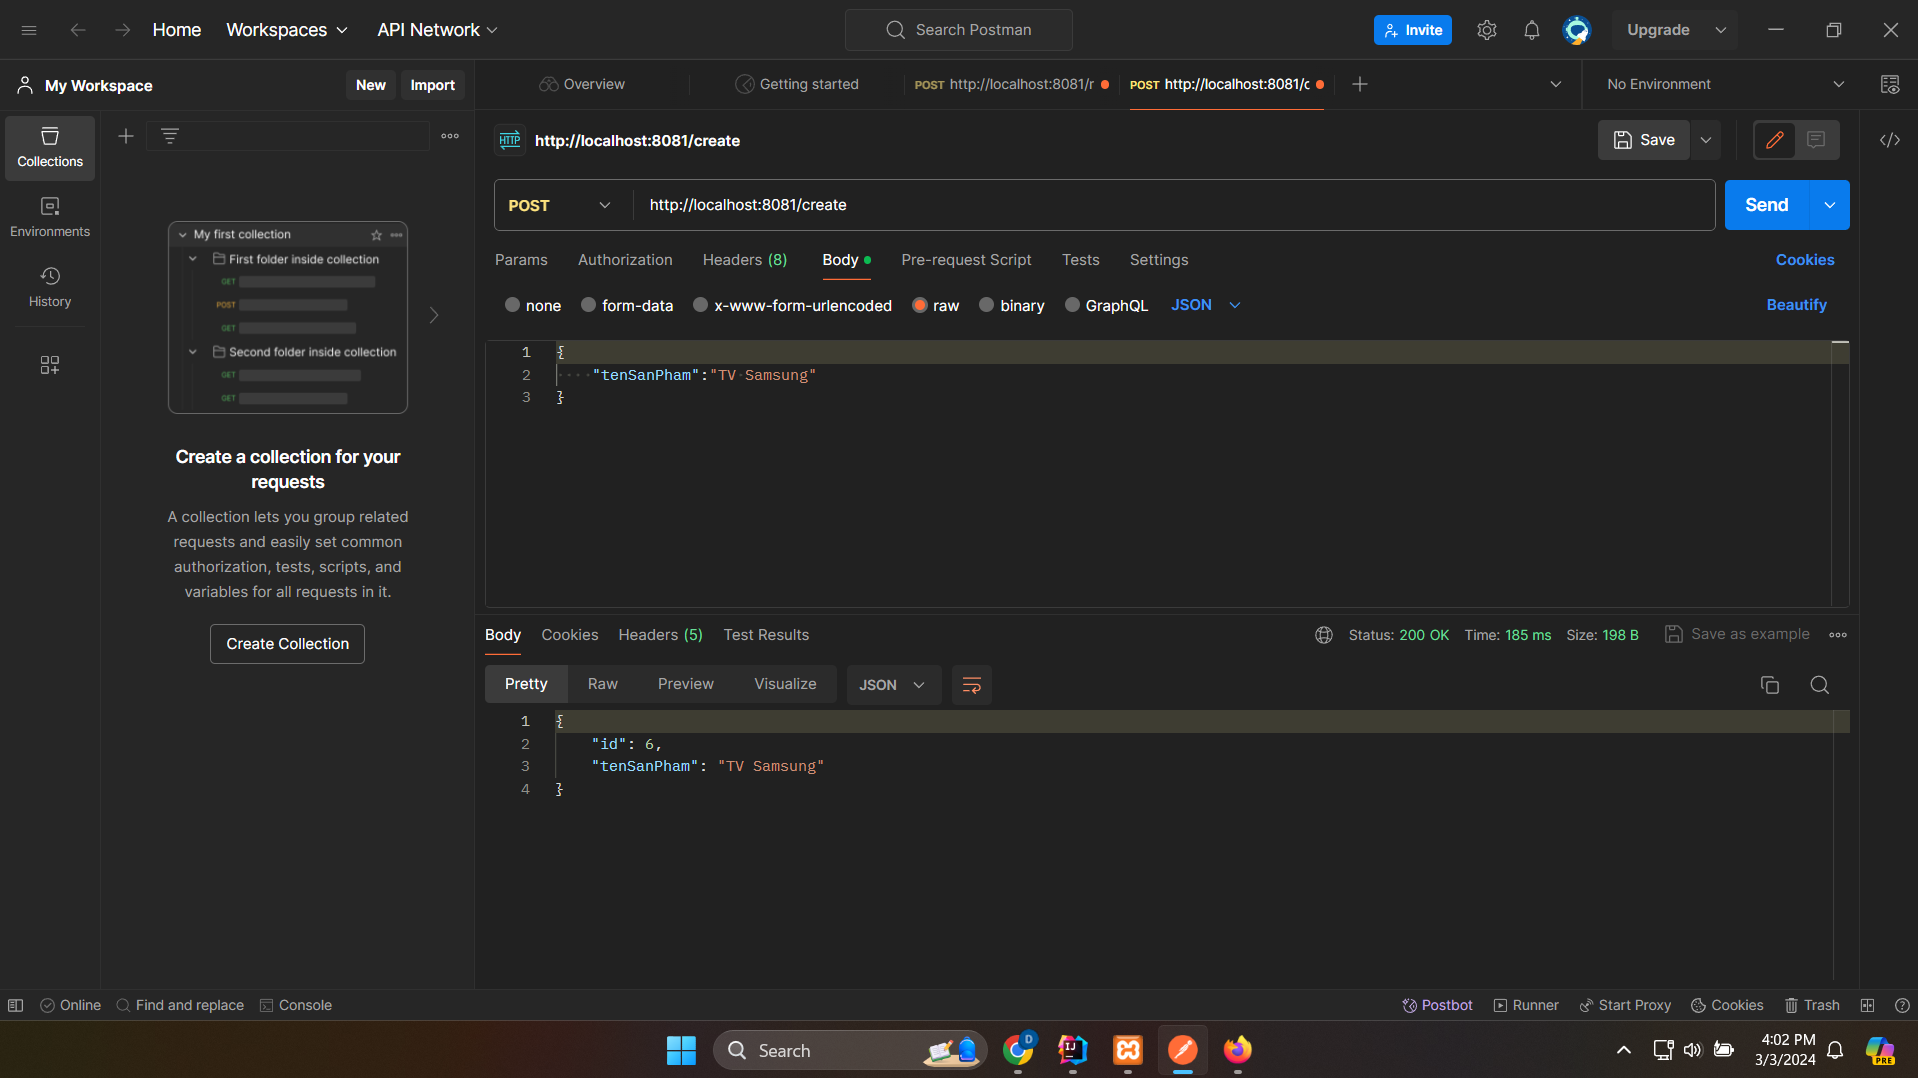 Home Workspaces API Network Search Postman Invite Upgrade
My Workspace New Import Overview Getting started POST http://localhost:8081/r POST http://localhost:8081/c No Environment
Collections
Environments
History
My first collection
First folder inside collection
GET
POST
GET
Second folder inside collection
GET
GET
Create a collection for your
requests
A collection lets you group related
requests and easily set common
authorization, tests, scripts, and
variables for all requests in it.
Create Collection
HTTP http://localhost:8081/create Save </>
POST http://localhost:8081/create Send
Params Authorization Headers (8) Body Pre-request Script Tests Settings Cookies
none form-data x-www-form-urlencoded raw binary GraphQL JSON Beautify
1 {
2 ····"tenSanPham":"TV·Samsung"
3 }
Body Cookies Headers (5) Test Results Status: 200 OK Time: 185 ms Size: 198 B Save as example
Pretty Raw Preview Visualize JSON
1 {
2 "id": 6,
3 "tenSanPham": "TV Samsung"
4 }
Online Find and replace Console Postbot Runner Start Proxy Cookies Trash
Search D IJ PRE
4:02 PM
3/3/2024